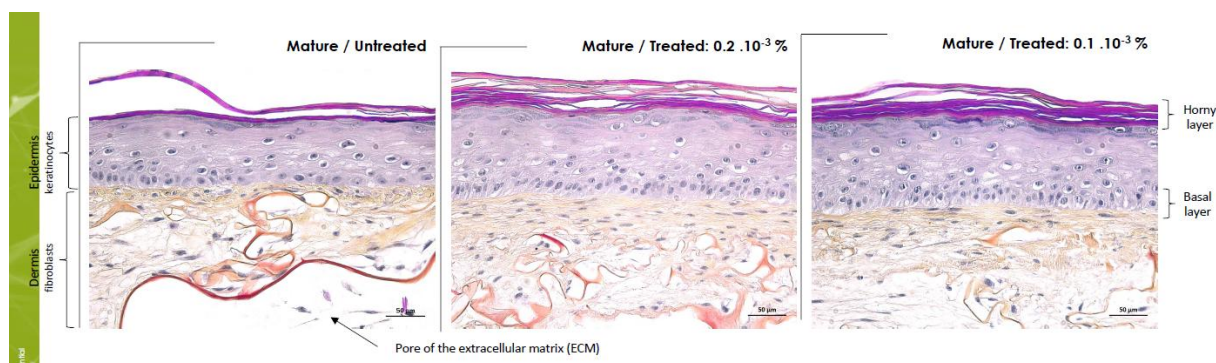 Mature / Untreated
Mature / Treated: 0.2 .10-3 %
Mature / Treated: 0.1 .10-3 %
Epidermis
keratinocytes
Dermis
fibroblasts
Horny
layer
Basal
layer
50 µm
50 µm
50 µm
Pore of the extracellular matrix (ECM)